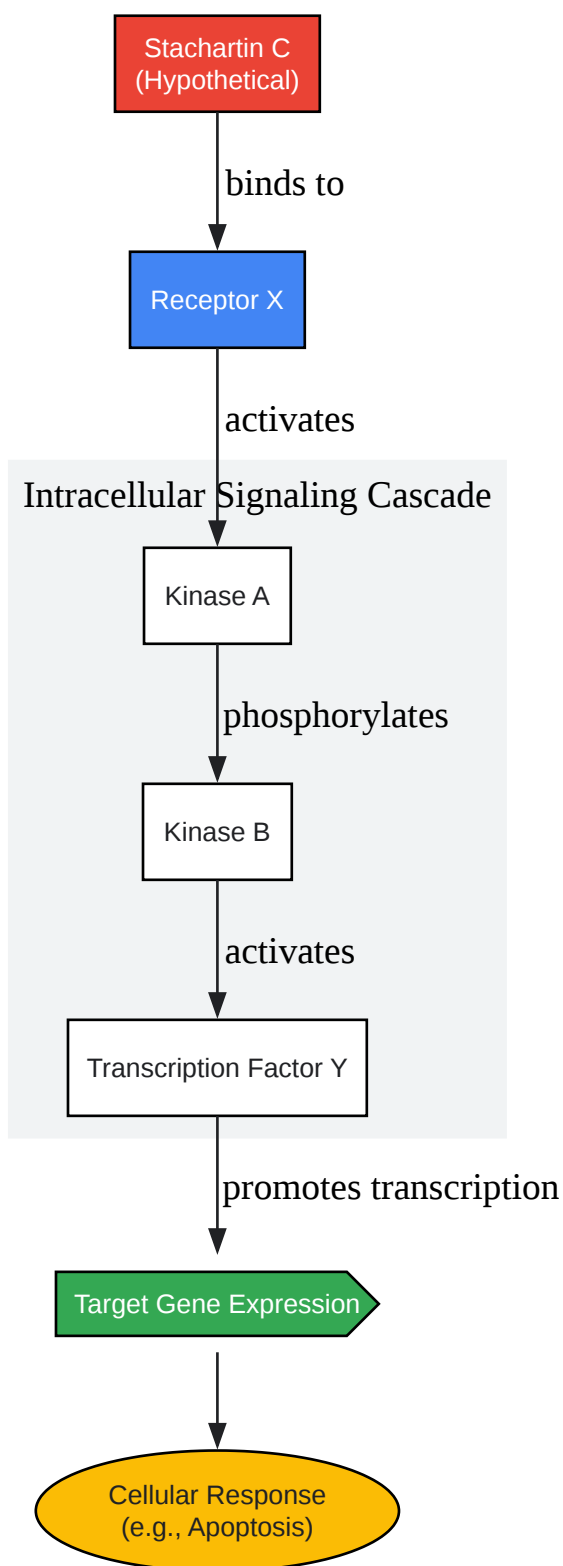 Stachartin C
(Hypothetical)
binds to
Receptor X
activates
Intracellular Signaling Cascade
Kinase A
phosphorylates
Kinase B
activates
Transcription Factor Y
promotes transcription
Target Gene Expression
Cellular Response
(e.g., Apoptosis)